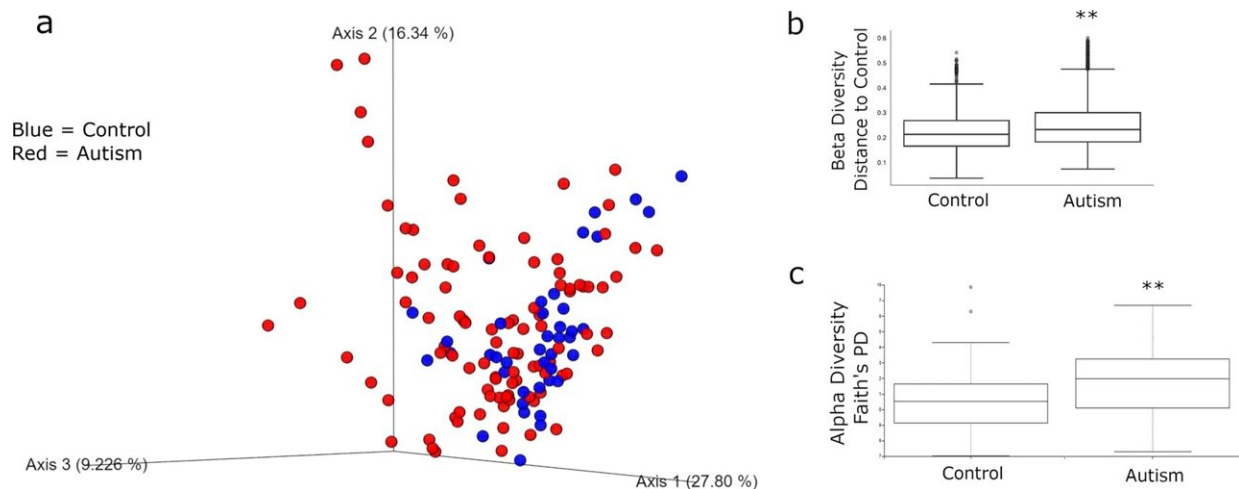 a
Axis 2 (16.34 %)
Blue = Control
Red = Autism
Axis 3 (9.226 %)
Axis 1 (27.80 %)
b
**
Beta Diversity
Distance to Control
0.6
0.5
0.4
0.3
0.2
0.1
Control
Autism
c
**
Alpha Diversity
Faith's PD
Control
Autism